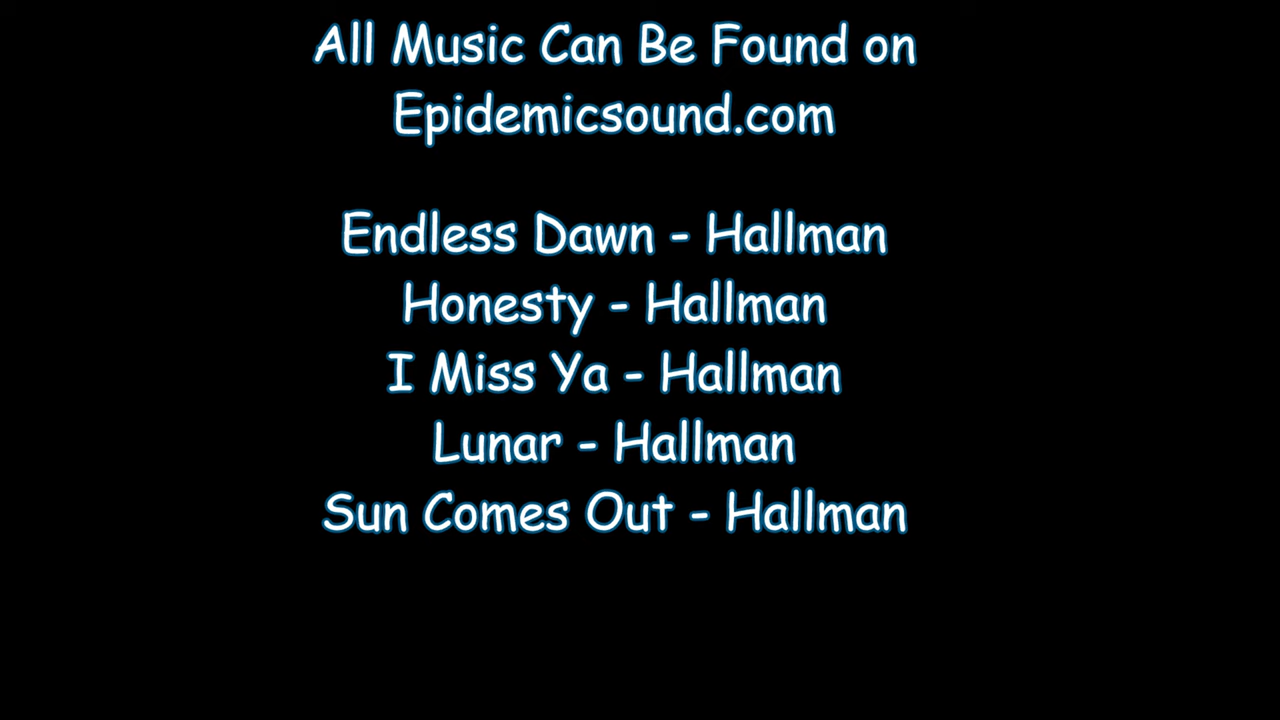 All Music Can Be Found on
Epidemicsound.com
Endless Dawn - Hallman
Honesty - Hallman
I Miss Ya - Hallman
Lunar - Hallman
Sun Comes Out - Hallman